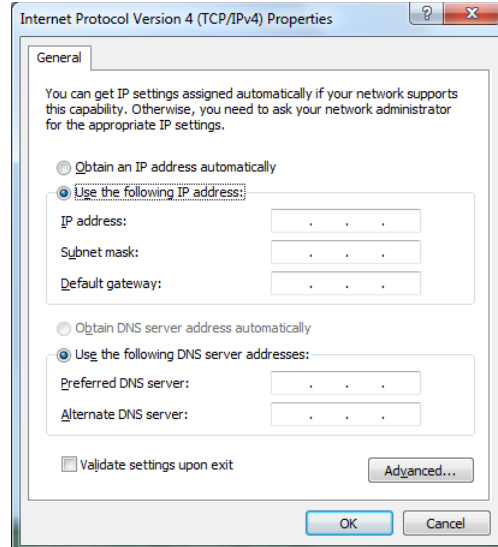 Internet Protocol Version 4 (TCP/IPv4) Properties
General
You can get IP settings assigned automatically if your network supports
this capability. Otherwise, you need to ask your network administrator
for the appropriate IP settings.
Obtain an IP address automatically
Use the following IP address:
IP address:
Subnet mask:
Default gateway:
Obtain DNS server address automatically
Use the following DNS server addresses:
Preferred DNS server:
Alternate DNS server:
Validate settings upon exit
Advanced...
OK Cancel